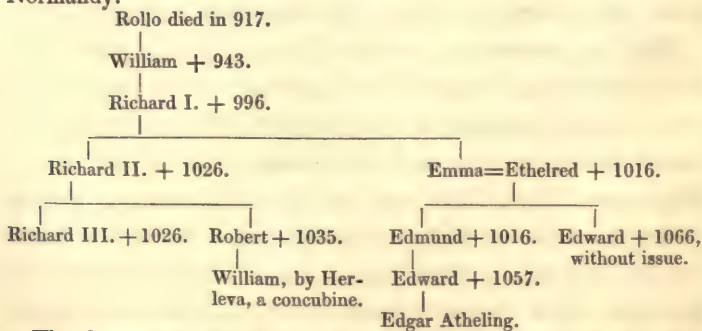 Normandy.
Rollo died in 917.
William + 943.
Richard I. + 996.
Richard II. + 1026. Emma=Ethelred + 1016.
Richard III. +1026. Robert + 1035. Edmund + 1016. Edward + 1066,
without issue.
William, by Her- Edward + 1057.
leva, a concubine.
Edgar Atheling.